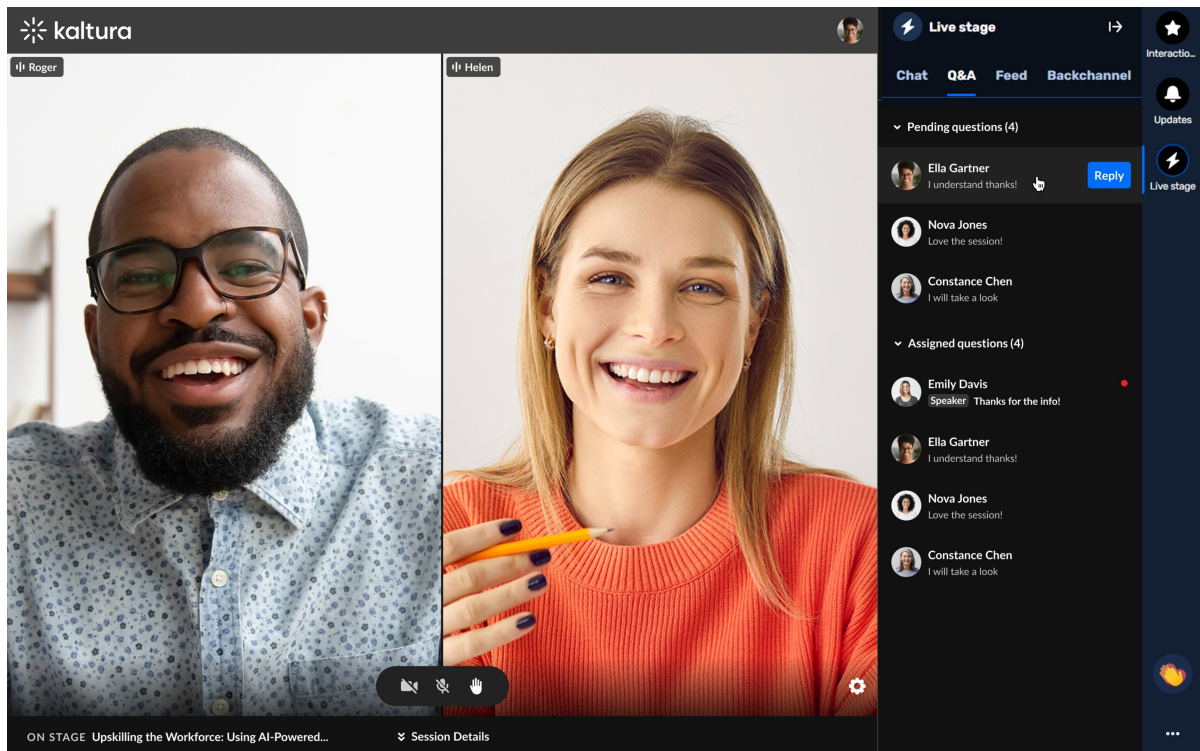 kaltura
Roger
Helen
ON STAGE Upskilling the Workforce: Using AI-Powered...
Session Details
Live stage
Chat Q&A Feed Backchannel
Pending questions (4)
Ella Gartner
I understand thanks!
Reply
Nova Jones
Love the session!
Constance Chen
I will take a look
Assigned questions (4)
Emily Davis
Speaker Thanks for the info!
Ella Gartner
I understand thanks!
Nova Jones
Love the session!
Constance Chen
I will take a look
Interactio...
Updates
Live stage